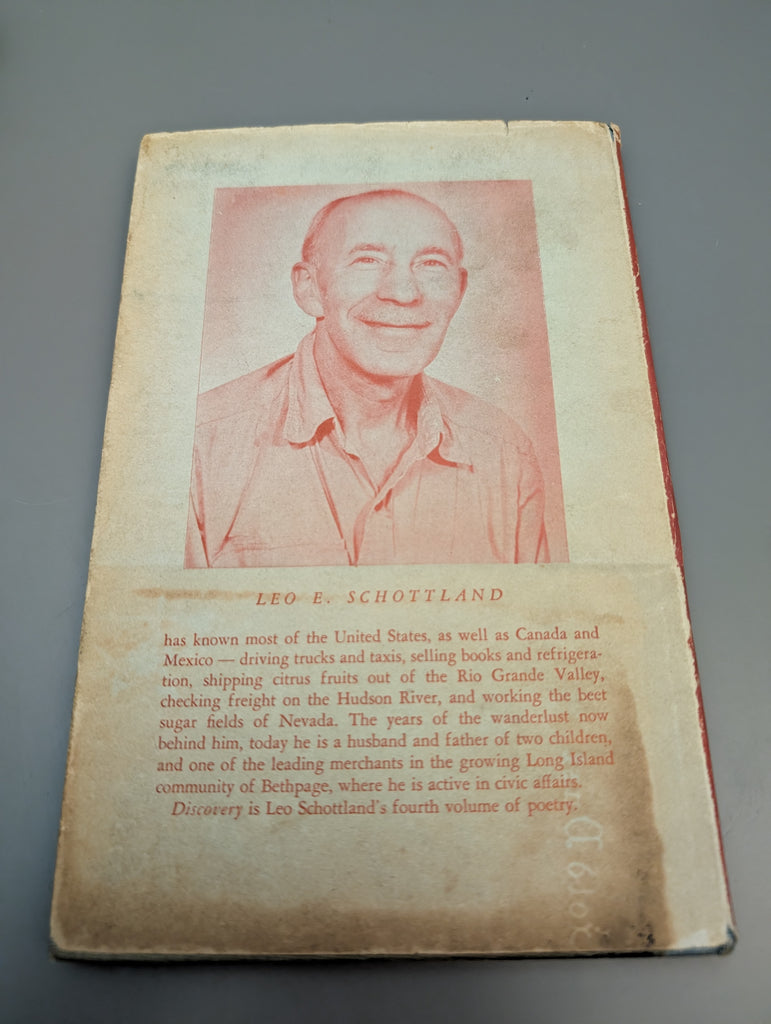 LEO E. SCHOTTLAND
has known most of the United States, as well as Canada and
Mexico — driving trucks and taxis, selling books and refrigera-
tion, shipping citrus fruits out of the Rio Grande Valley,
checking freight on the Hudson River, and working the beet
sugar fields of Nevada. The years of the wanderlust now
behind him, today he is a husband and father of two children,
and one of the leading merchants in the growing Long Island
community of Bethpage, where he is active in civic affairs.
Discovery is Leo Schottland's fourth volume of poetry.